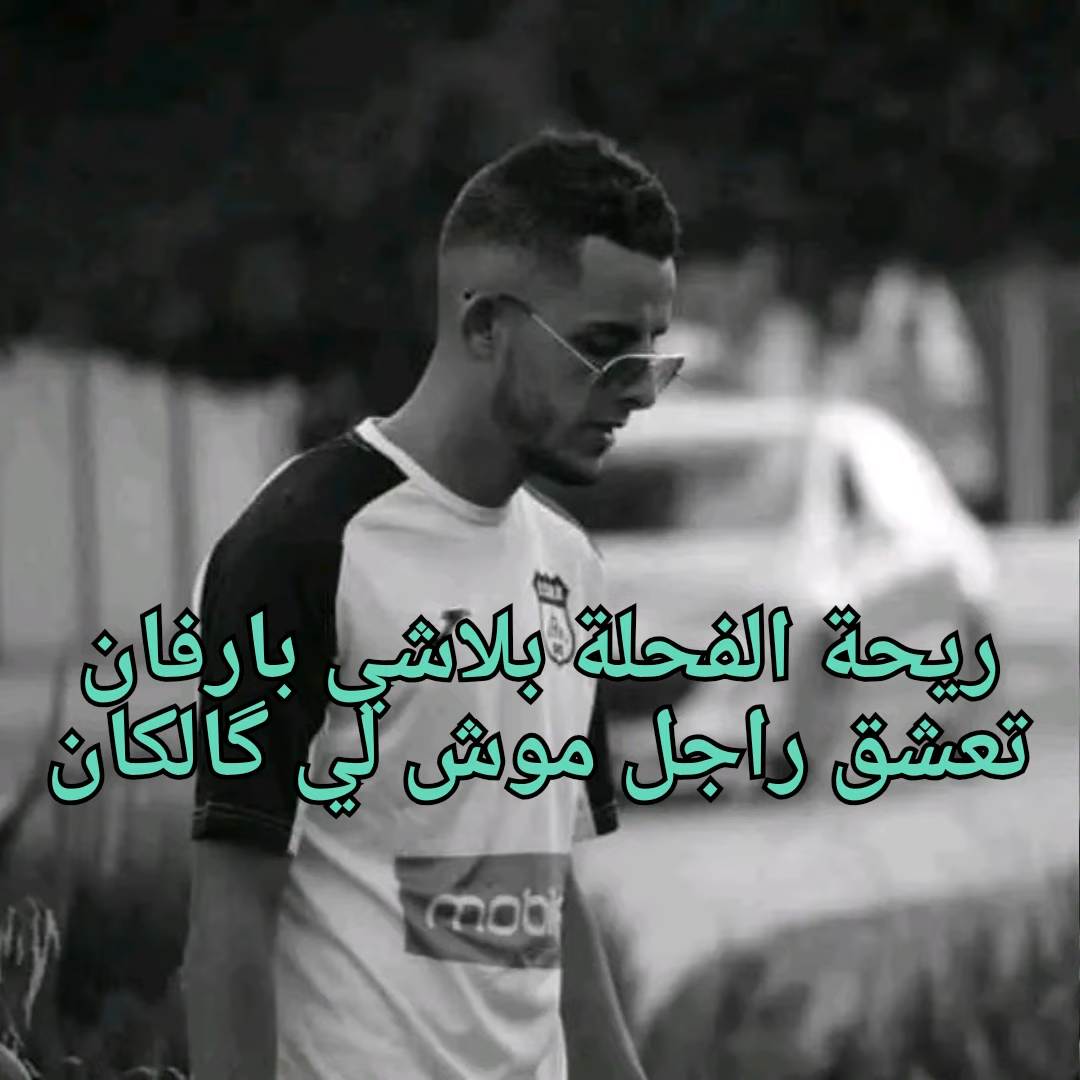 ريحة الفحلة بلاشي بارفان
تعشق راجل موش لي گالكان